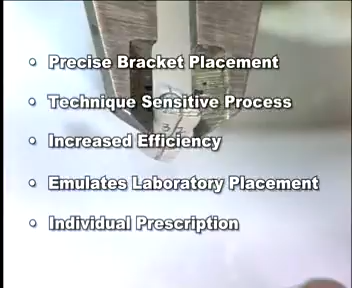 • Precise Bracket Placement
• Technique Sensitive Process
• Increased Efficiency
• Emulates Laboratory Placement
• Individual Prescription